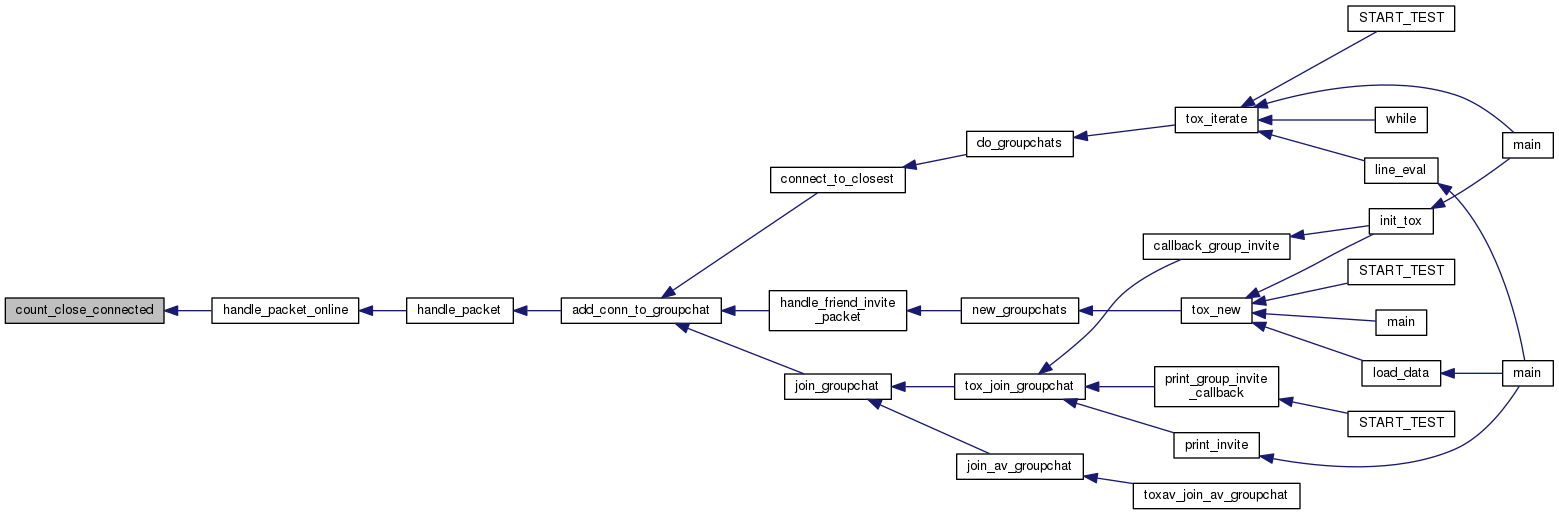 START_TEST
tox_iterate
while
main
do_groupchats
line_eval
connect_to_closest
init_tox
callback_group_invite
START_TEST
count_close_connected
handle_packet_online
handle_packet
add_conn_to_groupchat
handle_friend_invite
_packet
new_groupchats
tox_new
main
load_data
main
join_groupchat
tox_join_groupchat
print_group_invite
_callback
START_TEST
print_invite
join_av_groupchat
toxav_join_av_groupchat